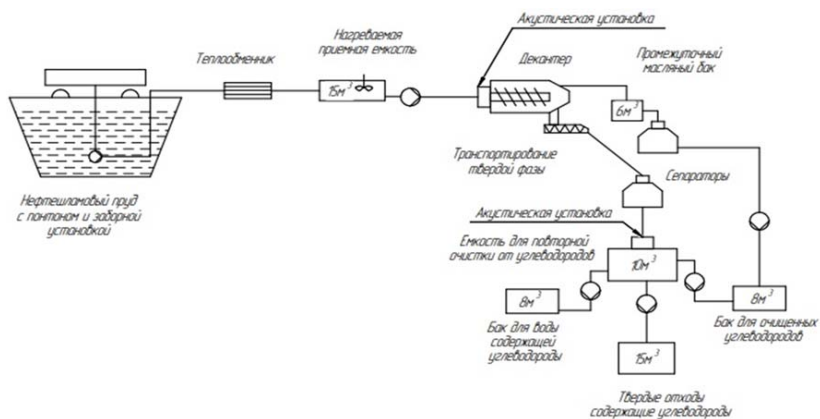 Акустическая установка
Нагреваемая
приемная емкость
Теплообменник
Декантер
Промежуточный
масляный бак
15м³
6м³
Транспортирование
твердой фазы
Сепараторы
Нефтешламовый пруд
с понтоном и заборной
установкой
Акустическая установка
Емкость для повторной
очистки от углеводородов
10м³
8м³
8м³
Бак для воды
содержащей
углеводороды
Бак для очищенных
углеводородов
15м³
Твердые отходы
содержащие углеводороды